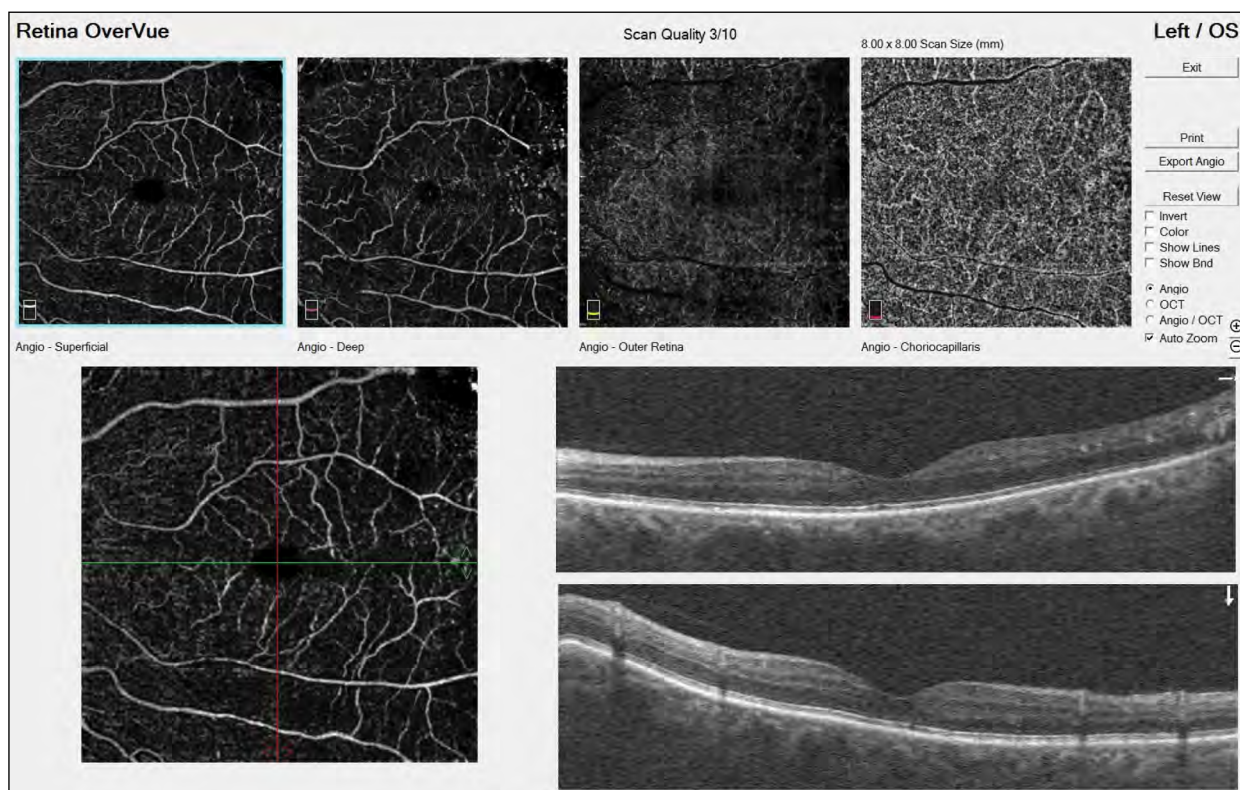 Retina OverVue
Scan Quality 3/10
8.00 x 8.00 Scan Size (mm)
Left / OS
Exit
Print
Export Angio
Reset View
Invert
Color
Show Lines
Show Bnd
Angio
OCT
Angio / OCT
Auto Zoom
Angio - Superficial
Angio - Deep
Angio - Outer Retina
Angio - Choriocapillaris